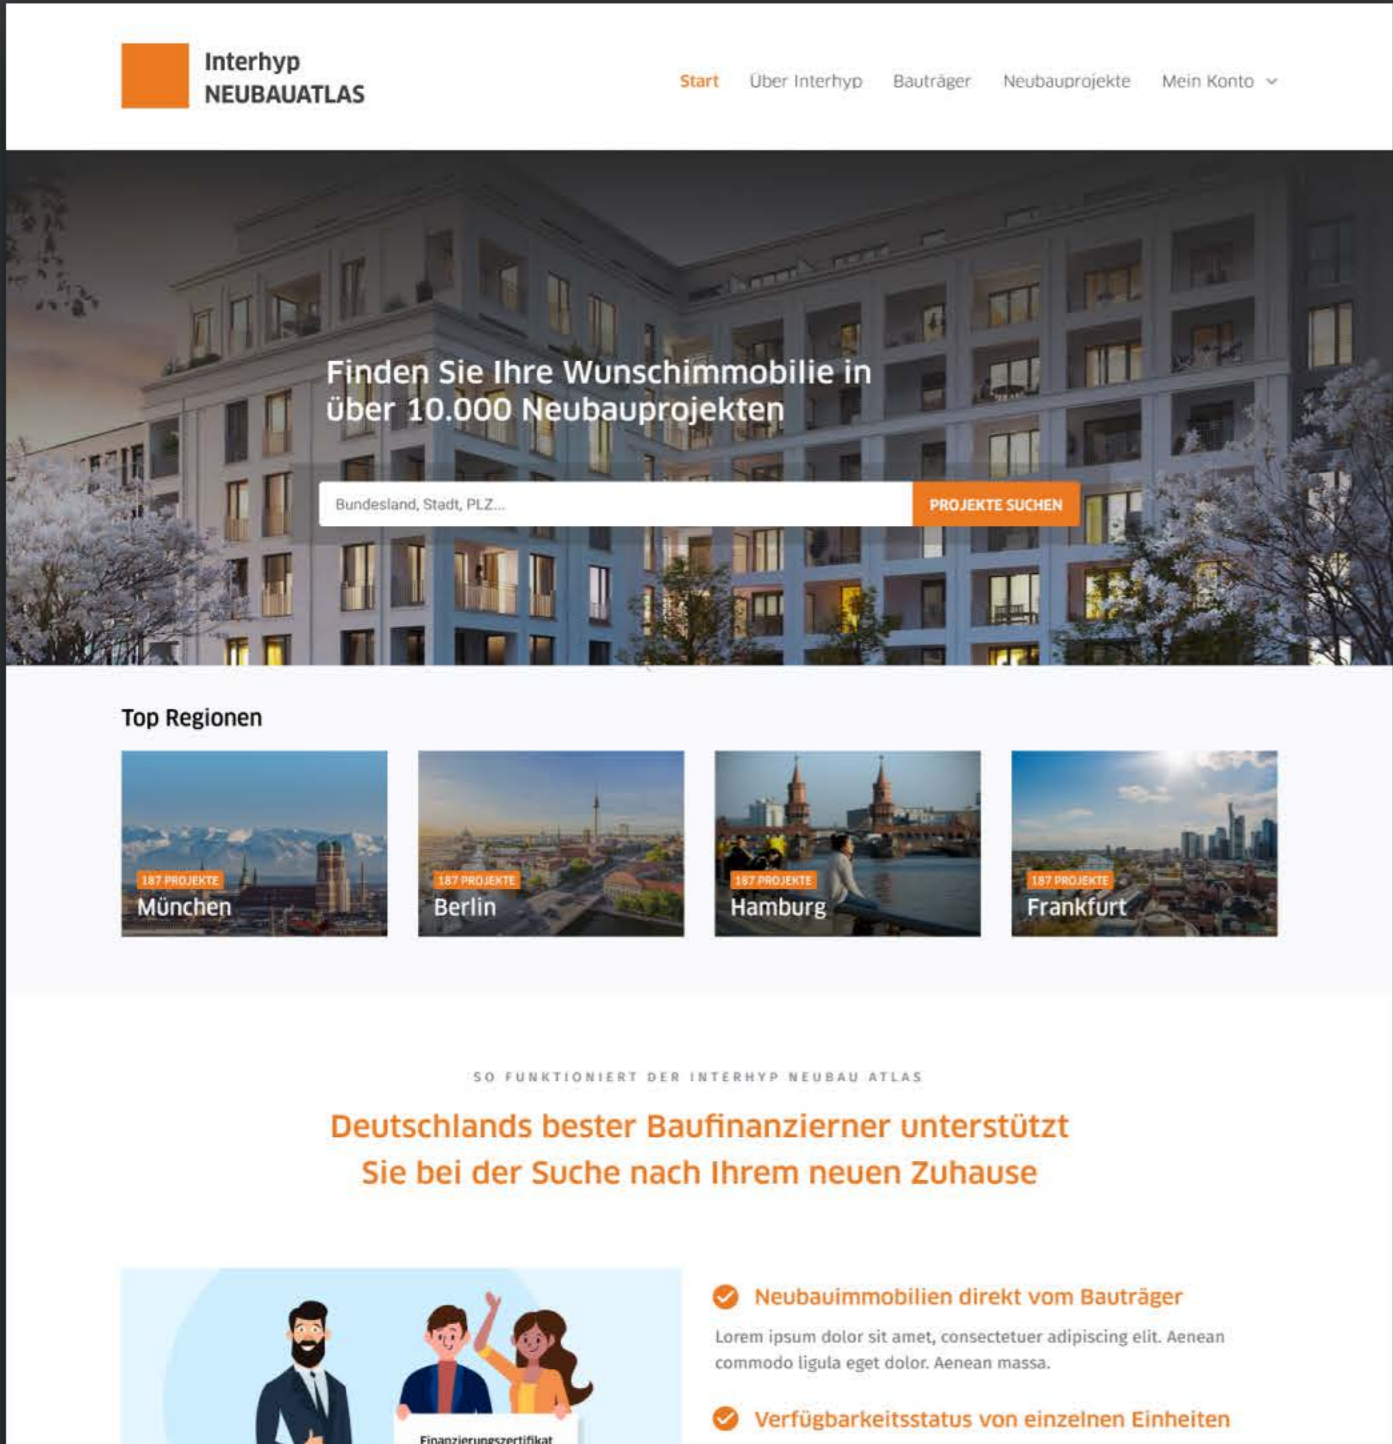 Interhyp
NEUBAUATLAS
Start Über Interhyp Bauträger Neubauprojekte Mein Konto
Finden Sie Ihre Wunschimmobilie in
über 10.000 Neubauprojekten
Bundesland, Stadt, PLZ...
PROJEKTE SUCHEN
Top Regionen
187 PROJEKTE
München
187 PROJEKTE
Berlin
187 PROJEKTE
Hamburg
187 PROJEKTE
Frankfurt
SO FUNKTIONIERT DER INTERHYP NEUBAU ATLAS
Deutschlands bester Baufinanzierner unterstützt
Sie bei der Suche nach Ihrem neuen Zuhause
Neubauimmobilien direkt vom Bauträger
Lorem ipsum dolor sit amet, consectetuer adipiscing elit. Aenean
commodo ligula eget dolor. Aenean massa.
Verfügbarkeitsstatus von einzelnen Einheiten
Finanzierungszertifikat